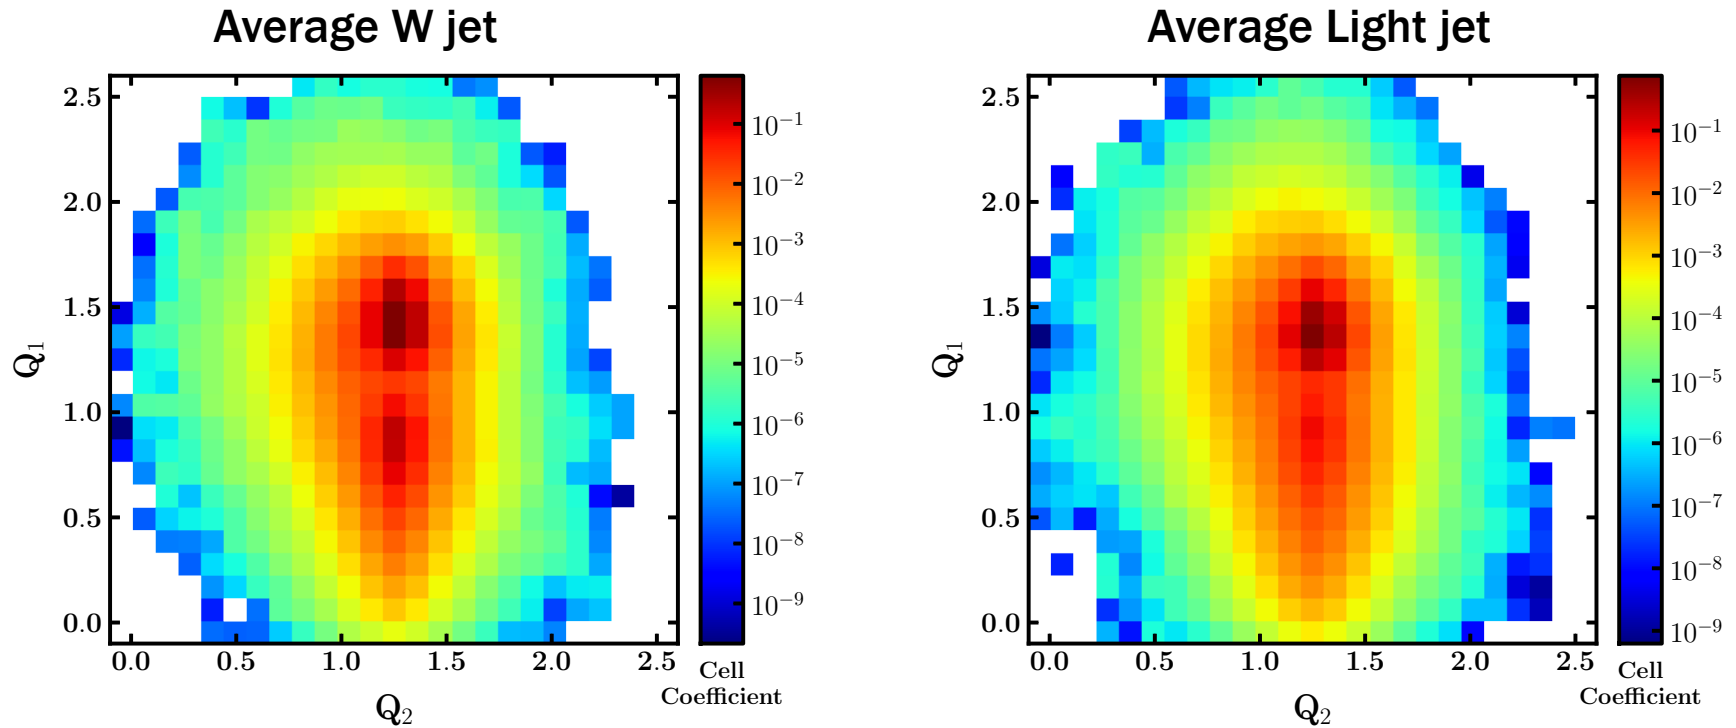 Average W jet
Average Light jet
2.5
2.0
1.5
1.0
0.5
0.0
Q₁
0.0 0.5 1.0 1.5 2.0 2.5
Q₂
10⁻¹
10⁻²
10⁻³
10⁻⁴
10⁻⁵
10⁻⁶
10⁻⁷
10⁻⁸
10⁻⁹
Cell
Coefficient
2.5
2.0
1.5
1.0
0.5
0.0
Q₁
0.0 0.5 1.0 1.5 2.0 2.5
Q₂
10⁻¹
10⁻²
10⁻³
10⁻⁴
10⁻⁵
10⁻⁶
10⁻⁷
10⁻⁸
10⁻⁹
Cell
Coefficient